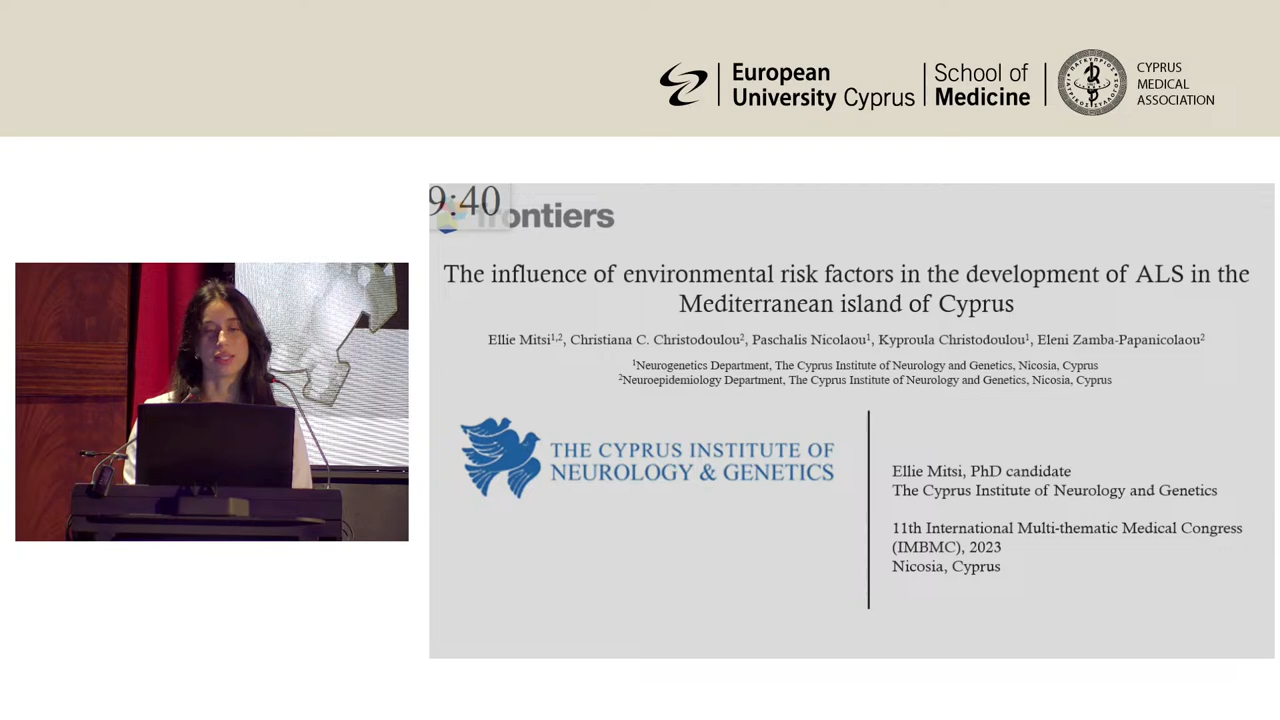 European
University Cyprus
School of
Medicine
CYPRUS
MEDICAL
ASSOCIATION
9:40
frontiers
The influence of environmental risk factors in the development of ALS in the
Mediterranean island of Cyprus
Ellie Mitsi1,2, Christiana C. Christodoulou2, Paschalis Nicolaou1, Kyproula Christodoulou1, Eleni Zamba-Papanicolaou2
1Neurogenetics Department, The Cyprus Institute of Neurology and Genetics, Nicosia, Cyprus
2Neuroepidemiology Department, The Cyprus Institute of Neurology and Genetics, Nicosia, Cyprus
THE CYPRUS INSTITUTE OF
NEUROLOGY & GENETICS
Ellie Mitsi, PhD candidate
The Cyprus Institute of Neurology and Genetics
11th International Multi-thematic Medical Congress
(IMBMC), 2023
Nicosia, Cyprus